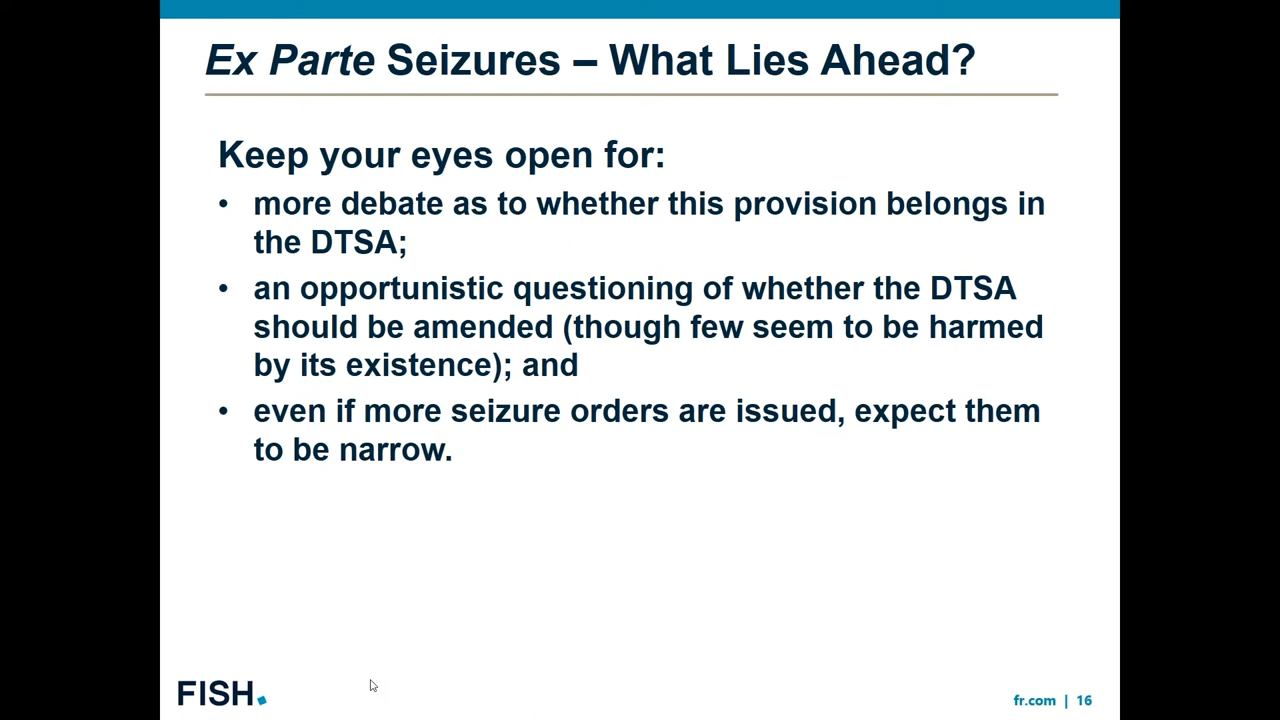 Ex Parte Seizures – What Lies Ahead?
Keep your eyes open for:
• more debate as to whether this provision belongs in
the DTSA;
• an opportunistic questioning of whether the DTSA
should be amended (though few seem to be harmed
by its existence); and
• even if more seizure orders are issued, expect them
to be narrow.
FISH.
fr.com | 16